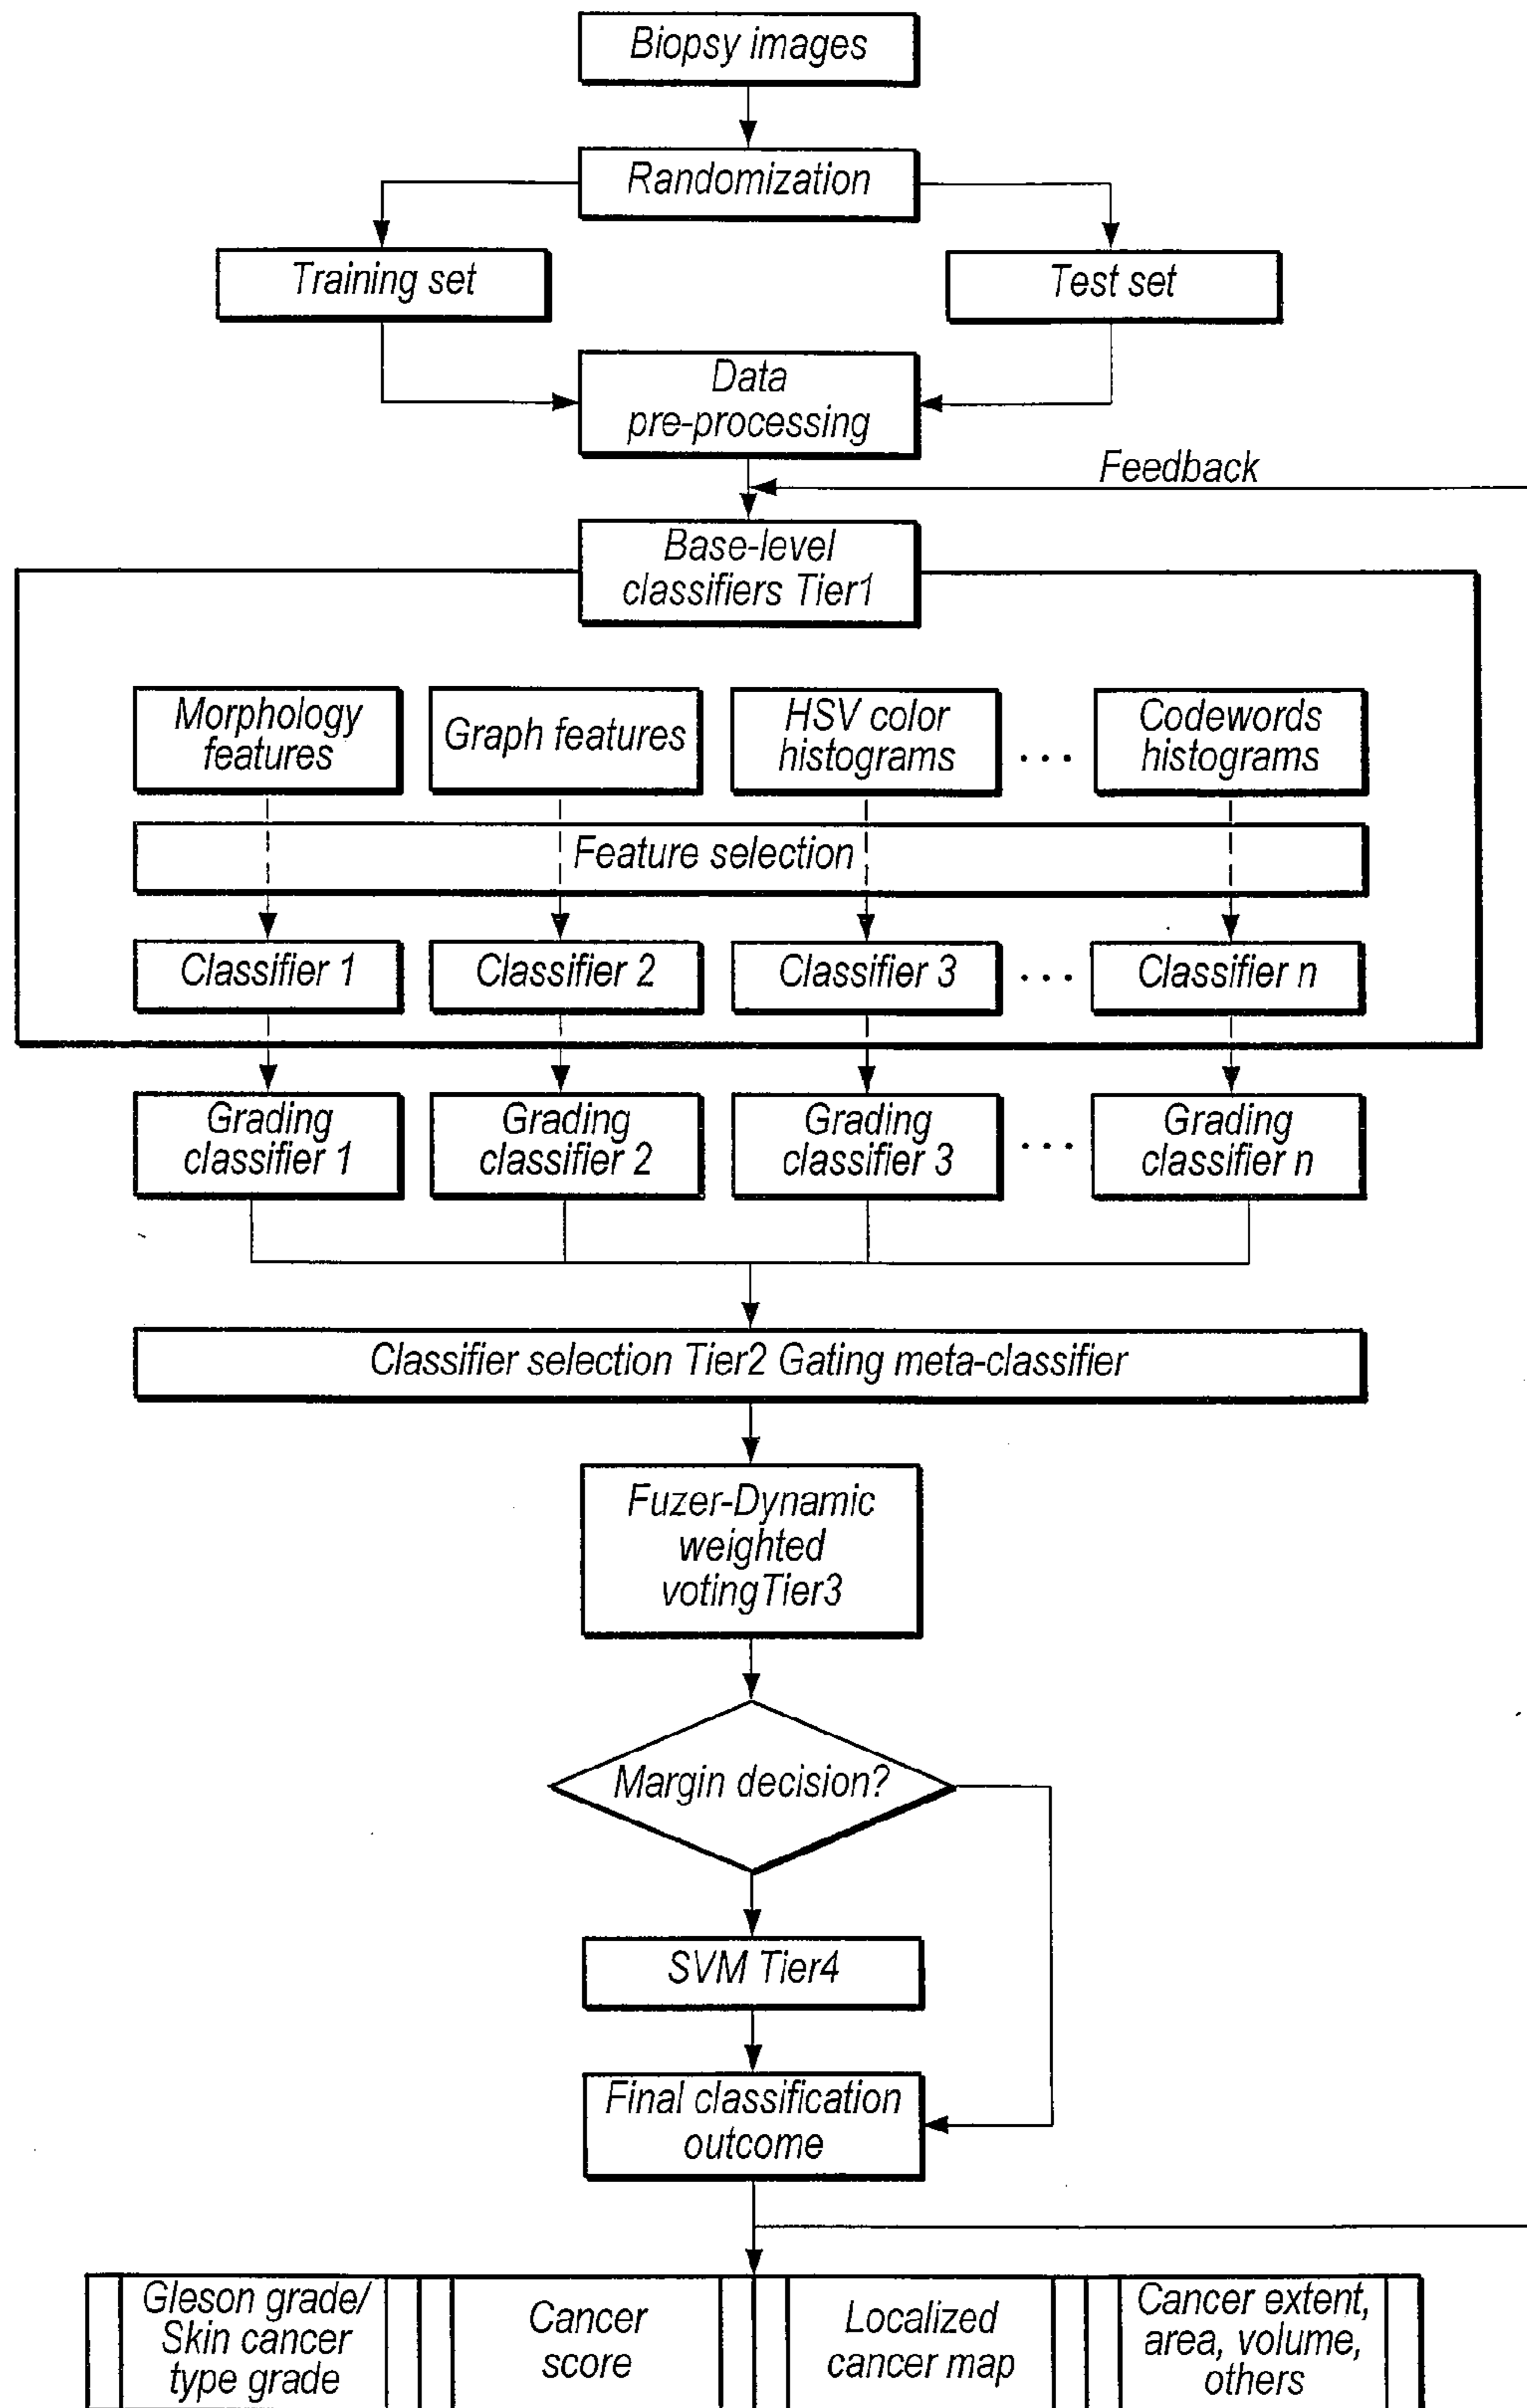 Biopsy images
Randomization
Training set
Test set
Data
pre-processing
Feedback
Base-level
classifiers Tier1
Morphology
features
Graph features
HSV color
histograms
...
Codewords
histograms
Feature selection
Classifier 1
Classifier 2
Classifier 3
...
Classifier n
Grading
classifier 1
Grading
classifier 2
Grading
classifier 3
...
Grading
classifier n
Classifier selection Tier2 Gating meta-classifier
Fuzer-Dynamic
weighted
votingTier3
Margin decision?
SVM Tier4
Final classification
outcome
Gleson grade/
Skin cancer
type grade
Cancer
score
Localized
cancer map
Cancer extent,
area, volume,
others